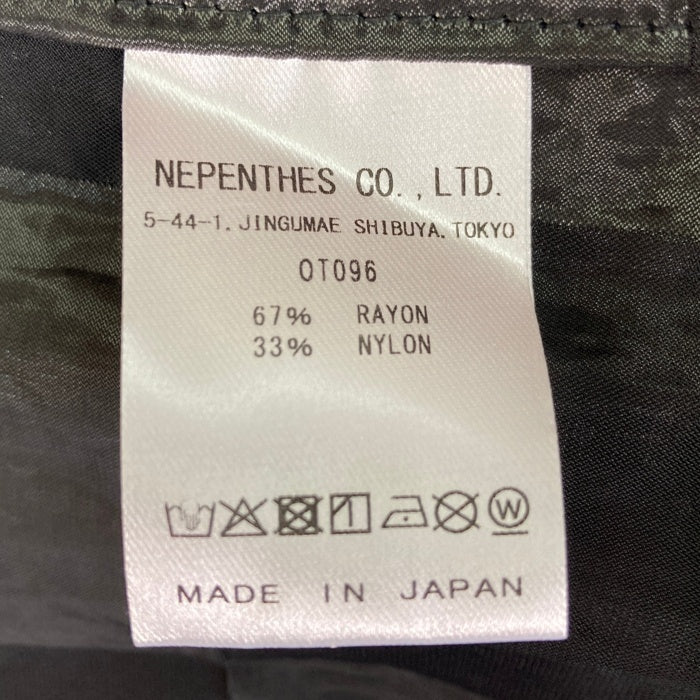 NEPENTHES CO.,LTD.
5-44-1. JINGUMAE SHIBUYA. TOKYO
OT096
67% RAYON
33% NYLON
W
MADE IN JAPAN